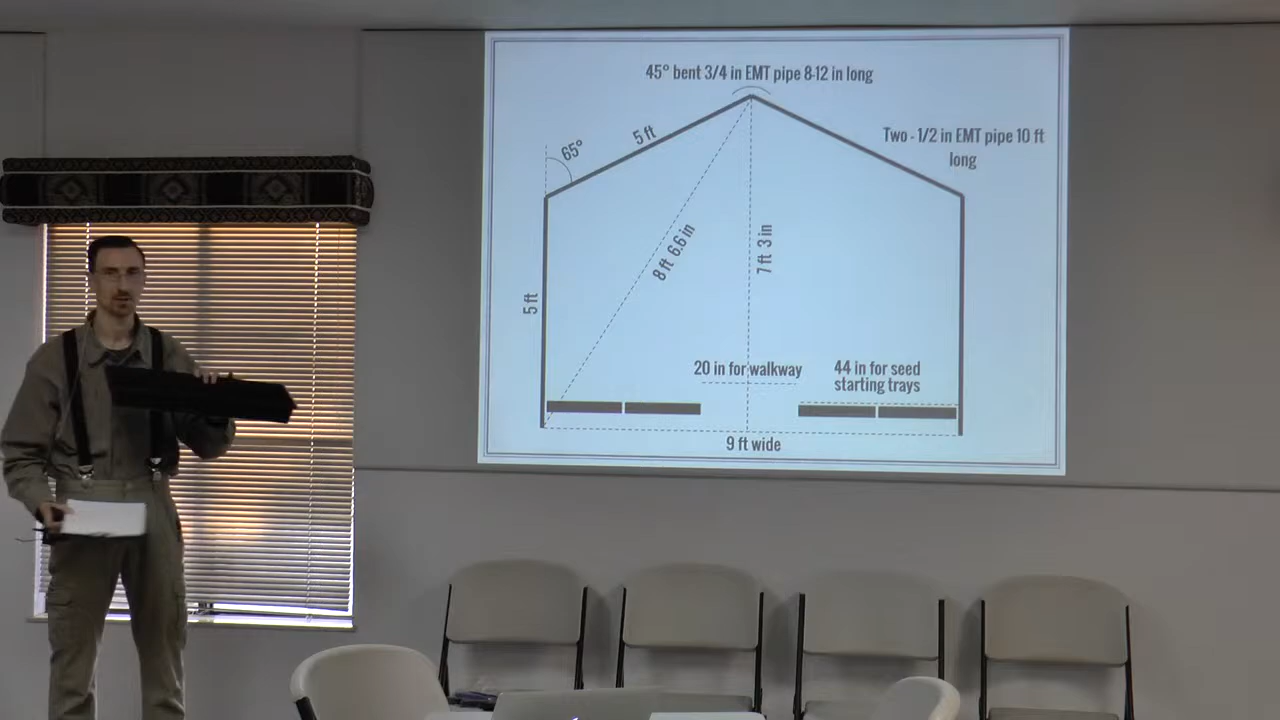 45° bent 3/4 in EMT pipe 8-12 in long
65°
5 ft
Two - 1/2 in EMT pipe 10 ft
long
8 ft 6.6 in
7 ft 3 in
5 ft
20 in for walkway
44 in for seed
starting trays
9 ft wide